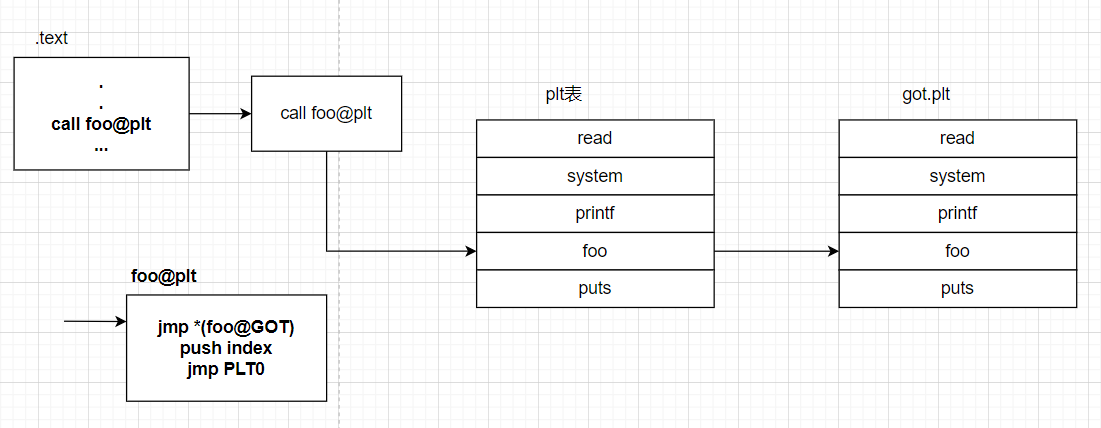 .text
.
.
call foo@plt
...
call foo@plt
plt表
read
system
printf
foo
puts
got.plt
read
system
printf
foo
puts
foo@plt
jmp *(foo@GOT)
push index
jmp PLT0